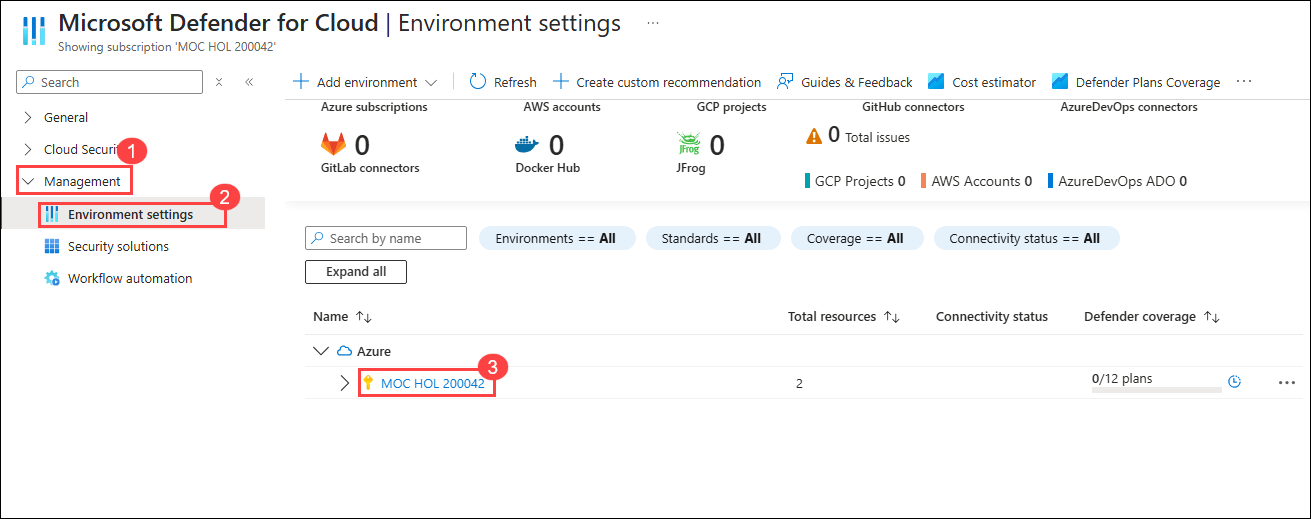 Microsoft Defender for Cloud | Environment settings ...
Showing subscription 'MOC HOL 200042'
Search
General
Cloud Securit
1
Management
2
Environment settings
Security solutions
Workflow automation
Add environment
Refresh
Create custom recommendation
Guides & Feedback
Cost estimator
Defender Plans Coverage
...
Azure subscriptions
AWS accounts
GCP projects
GitHub connectors
AzureDevOps connectors
0
GitLab connectors
0
Docker Hub
JFrog
0
JFrog
0 Total issues
GCP Projects 0
AWS Accounts 0
AzureDevOps ADO 0
Search by name
Environments == All
Standards == All
Coverage == All
Connectivity status == All
Expand all
Name
Total resources
Connectivity status
Defender coverage
Azure
3
MOC HOL 200042
2
0/12 plans
...